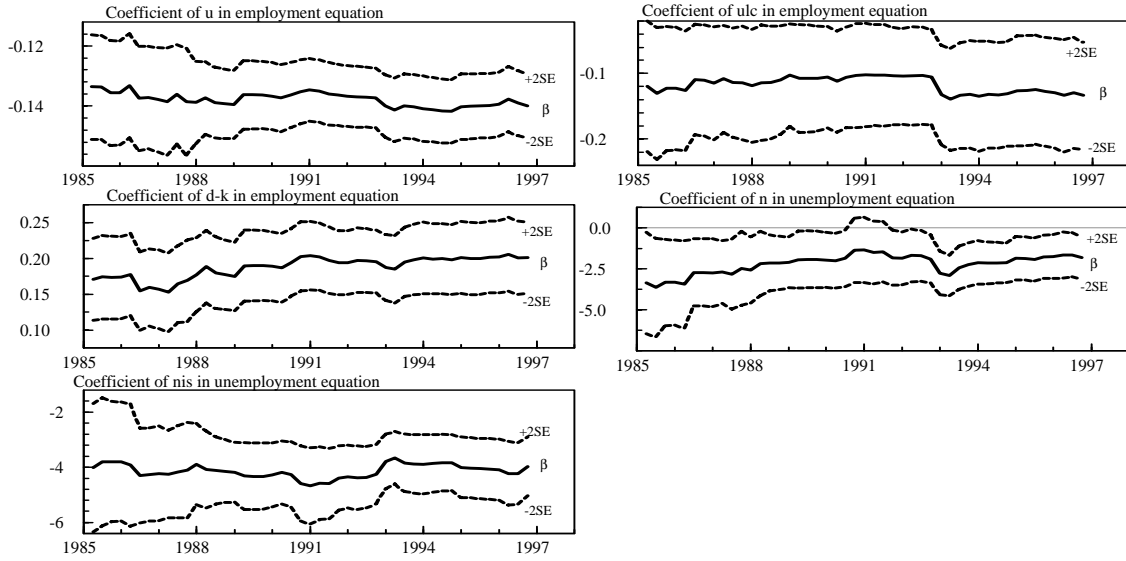 Coefficient of u in employment equation
-0.12
-0.14
+2SE
β
-2SE
1985 1988 1991 1994 1997
Coeffcient of ulc in employment equation
-0.1
-0.2
+2SE
β
-2SE
1985 1988 1991 1994 1997
Coefficient of d-k in employment equation
0.25
0.20
0.15
0.10
+2SE
β
-2SE
1985 1988 1991 1994 1997
Coefficient of n in unemployment equation
0.0
-2.5
-5.0
+2SE
β
-2SE
1985 1988 1991 1994 1997
Coefficient of nis in unemployment equation
-2
-4
-6
+2SE
β
-2SE
1985 1988 1991 1994 1997